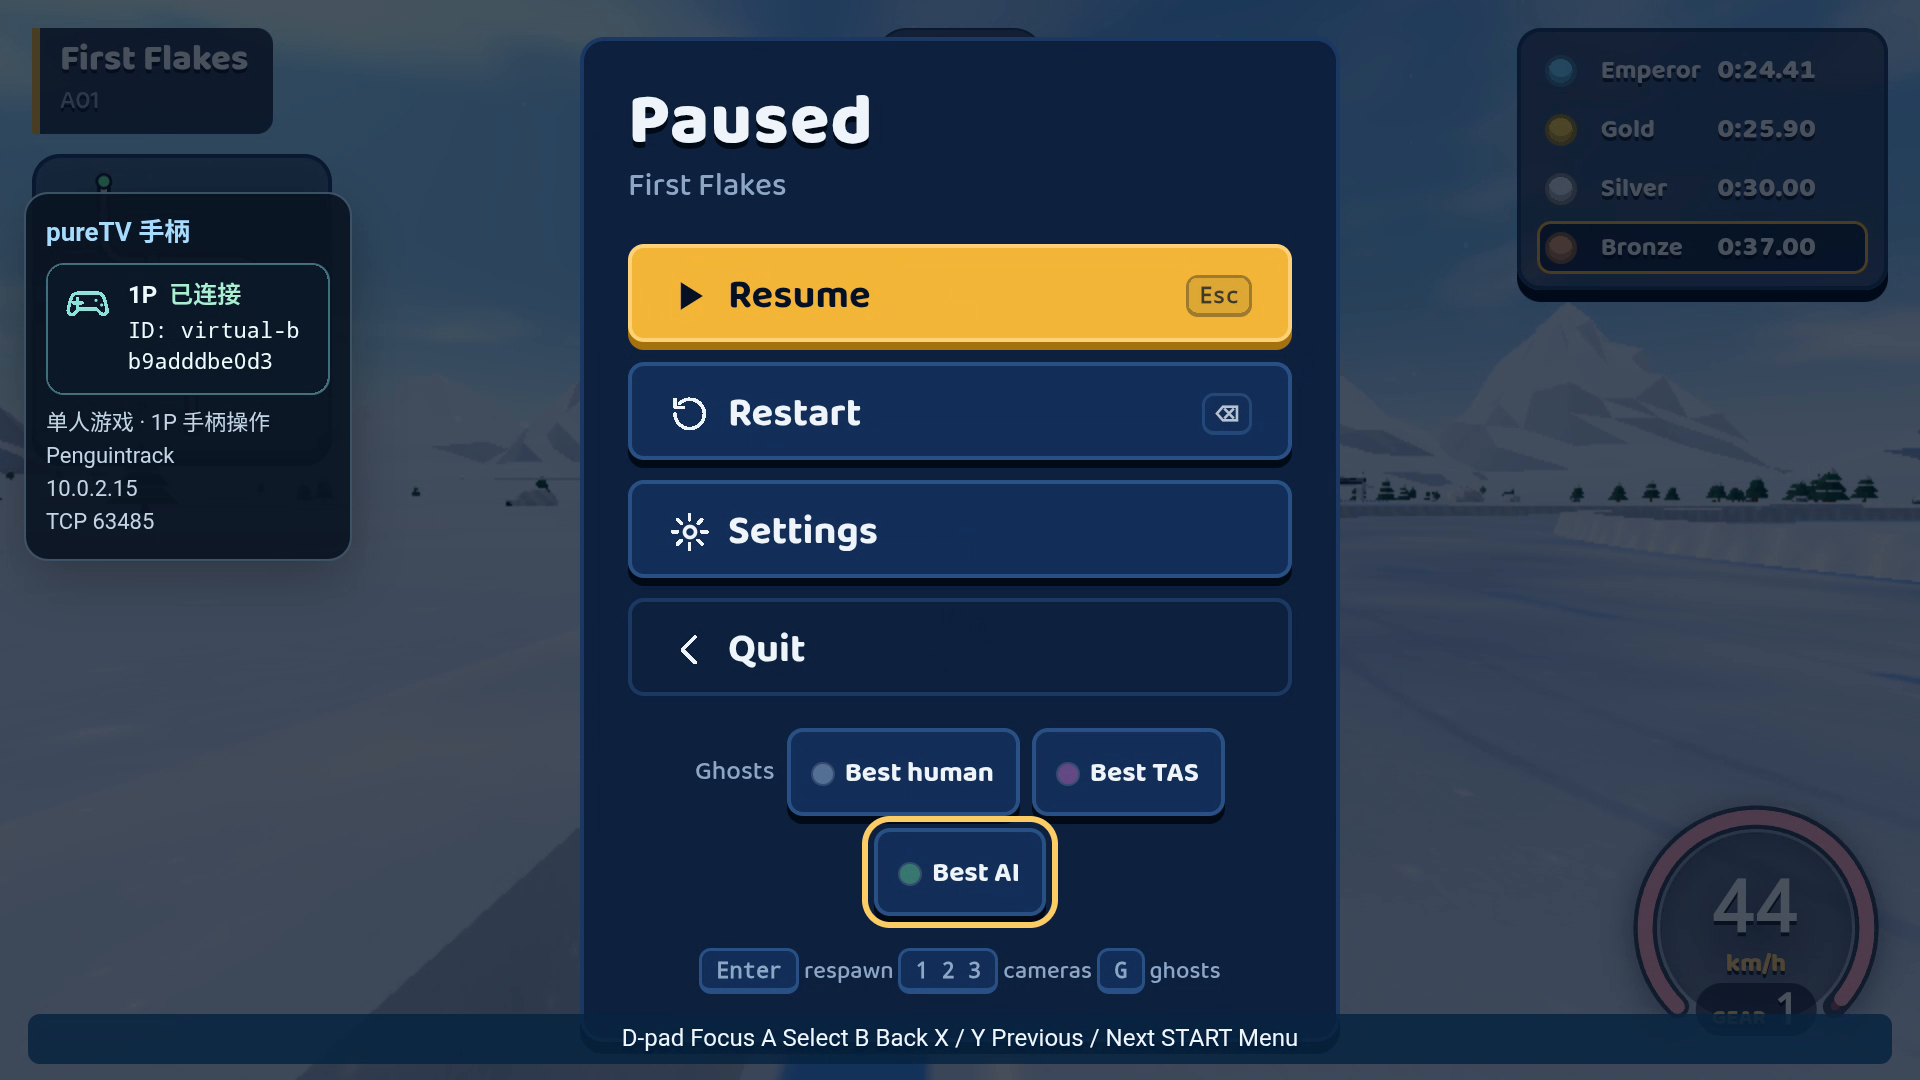 First Flakes
A01
pureTV 手柄
1P 已连接
ID: virtual-b
b9adddbe0d3
单人游戏 · 1P 手柄操作
Penguintrack
10.0.2.15
TCP 63485
Paused
First Flakes
Resume Esc
Restart ⌫
Settings
Quit
Ghosts Best human Best TAS
Best AI
Enter respawn 1 2 3 cameras G ghosts
D-pad Focus A Select B Back X / Y Previous / Next START Menu
Emperor 0:24.41
Gold 0:25.90
Silver 0:30.00
Bronze 0:37.00
44
km/h
GEAR 1